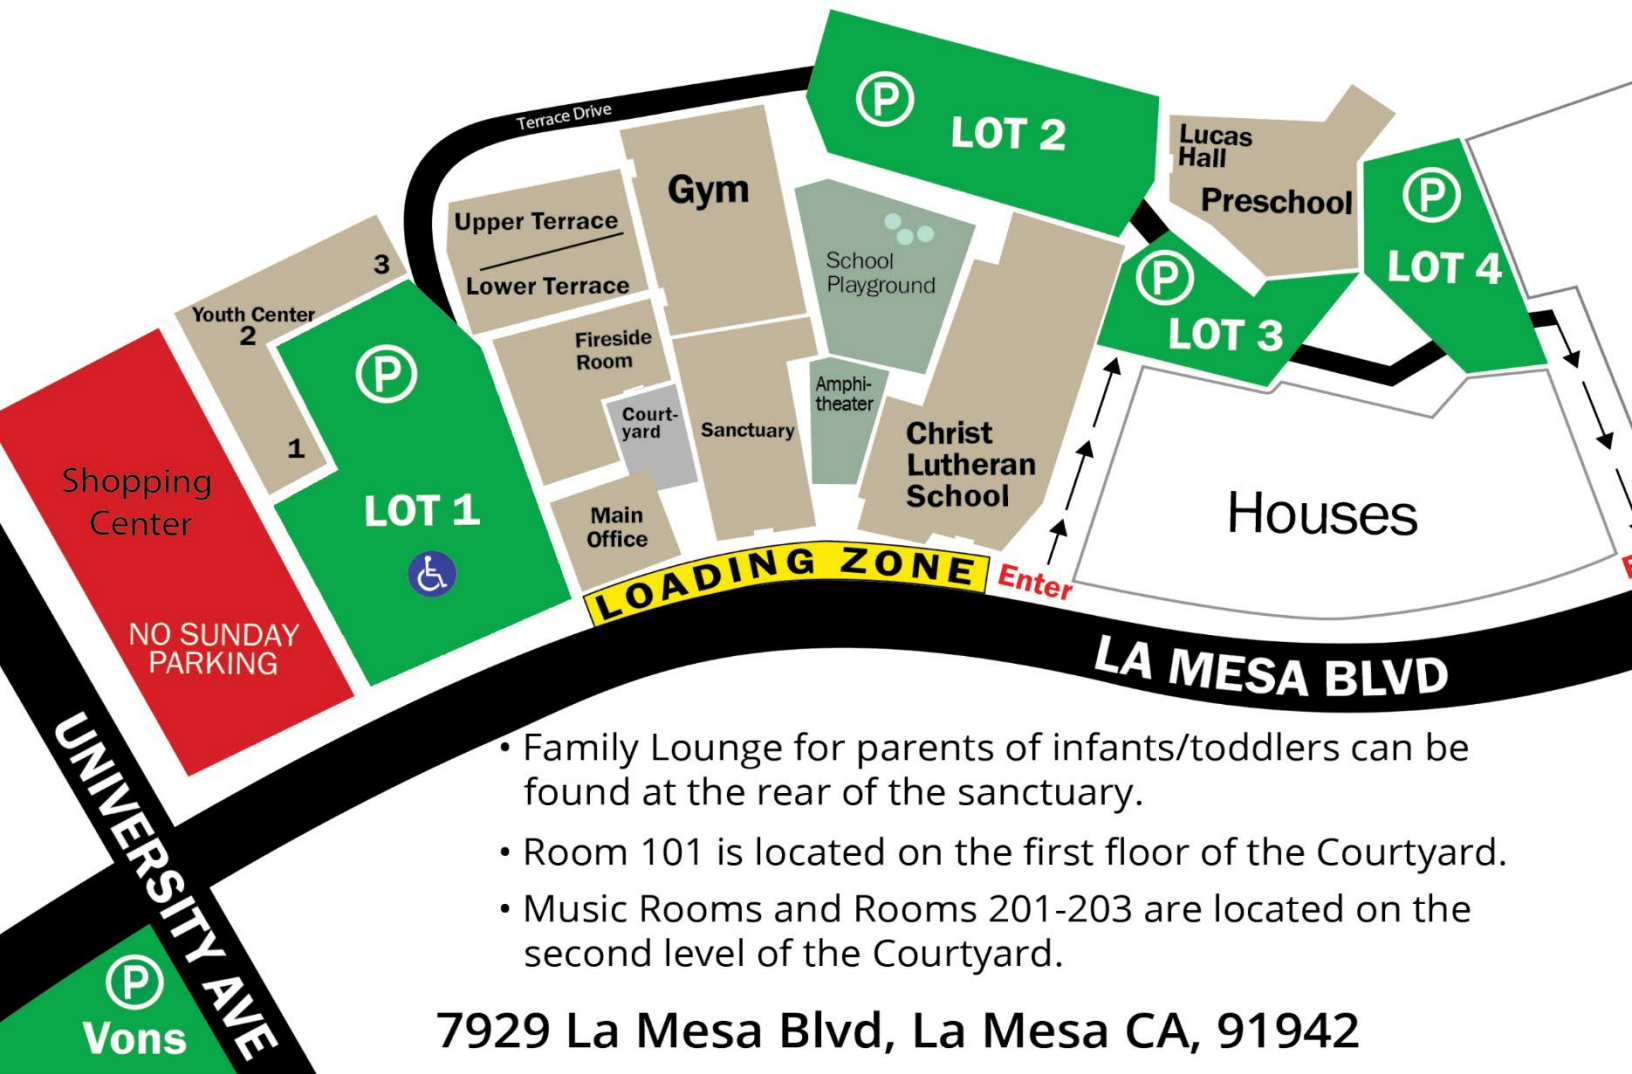 Terrace Drive
P
LOT 2
Lucas
Hall
Preschool
P
LOT 4
Gym
Upper Terrace
Lower Terrace
School
Playground
P
LOT 3
3
Youth Center
2
1
P
LOT 1
Fireside
Room
Court-
yard
Sanctuary
Amphi-
theater
Christ
Lutheran
School
Main
Office
Shopping
Center
NO SUNDAY
PARKING
Houses
LOADING ZONE
Enter
LA MESA BLVD
UNIVERSITY AVE
• Family Lounge for parents of infants/toddlers can be
found at the rear of the sanctuary.
• Room 101 is located on the first floor of the Courtyard.
• Music Rooms and Rooms 201-203 are located on the
second level of the Courtyard.
P
Vons
7929 La Mesa Blvd, La Mesa CA, 91942